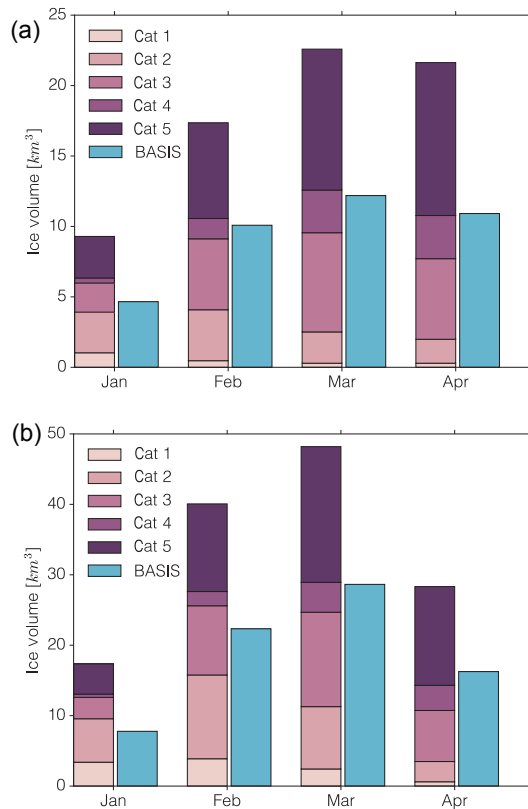 (a)
25
20
15
10
5
0
Ice volume [km³]
Cat 1
Cat 2
Cat 3
Cat 4
Cat 5
BASIS
Jan Feb Mar Apr
(b)
50
40
30
20
10
0
Ice volume [km³]
Cat 1
Cat 2
Cat 3
Cat 4
Cat 5
BASIS
Jan Feb Mar Apr